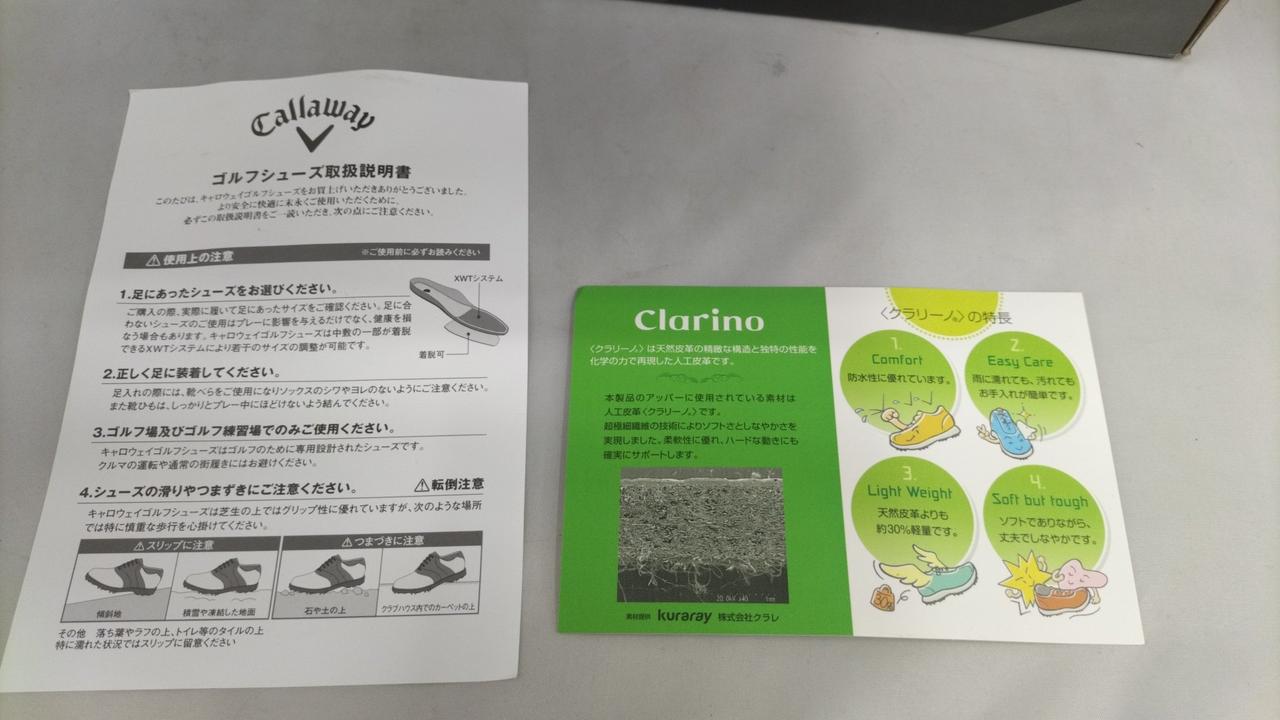 Callaway
ゴルフシューズ取扱説明書
このたびは、キャロウェイゴルフシューズをお買上げいただきありがとうございました。
より安全に快適に末永くご使用いただくために、
必ずこの取扱説明書をご一読いただき、次の点にご注意ください。
⚠使用上の注意
※ご使用前に必ずお読みください
1.足にあったシューズをお選びください。
ご購入の際、実際に履いて足にあったサイズをご確認ください。足に合
わないシューズのご使用はプレーに影響を与えるだけでなく、健康を損
なう場合もあります。キャロウェイゴルフシューズは中敷の一部が着脱
できるXWTシステムにより若干のサイズの調整が可能です。
XWTシステム
着脱可
2.正しく足に装着してください。
足入れの際には、靴べらをご使用になりソックスのシワやヨレのないようにご注意ください。
また靴ひもは、しっかりとプレー中にほどけないよう結んでください。
3.ゴルフ場及びゴルフ練習場でのみご使用ください。
キャロウェイゴルフシューズはゴルフのために専用設計されたシューズです。
クルマの運転や通常の街履きにはお避けください。
4.シューズの滑りやつまずきにご注意ください。
⚠転倒注意
キャロウェイゴルフシューズは芝生の上ではグリップ性に優れていますが、次のような場所
では特に慎重な歩行を心掛けてください。
⚠スリップに注意
⚠つまづきに注意
傾斜地
積雪や凍結した地面
石や土の上
クラブハウス内でのカーペットの上
その他 落ち葉やラフの上、トイレ等のタイルの上
特に濡れた状況ではスリップに留意ください
Clarino
〈クラリーノ〉は天然皮革の精緻な構造と独特の性能を
化学の力で再現した人工皮革です。
本製品のアッパーに使用されている素材は
人工皮革〈クラリーノ〉です。
超極細繊維の技術によりソフトさとしなやかさを
実現しました。柔軟性に優れ、ハードな動きにも
確実にサポートします。
20.0kV x40 1mm
素材提供 kuraray 株式会社クラレ
〈クラリーノ®〉の特長
1.
Comfort
防水性に優れています。
2.
Easy Care
雨に濡れても、汚れても
お手入れが簡単です。
3.
Light Weight
天然皮革よりも
約30%軽量です。
30%
4.
Soft but tough
ソフトでありながら、
丈夫でしなやかです。